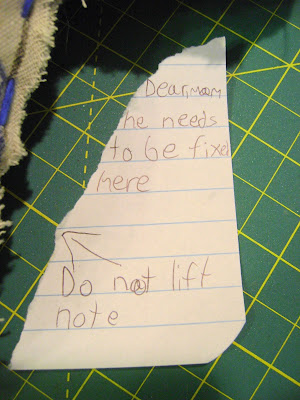 Dear, mom
he needs
to be fixed
here
Do not lift
note